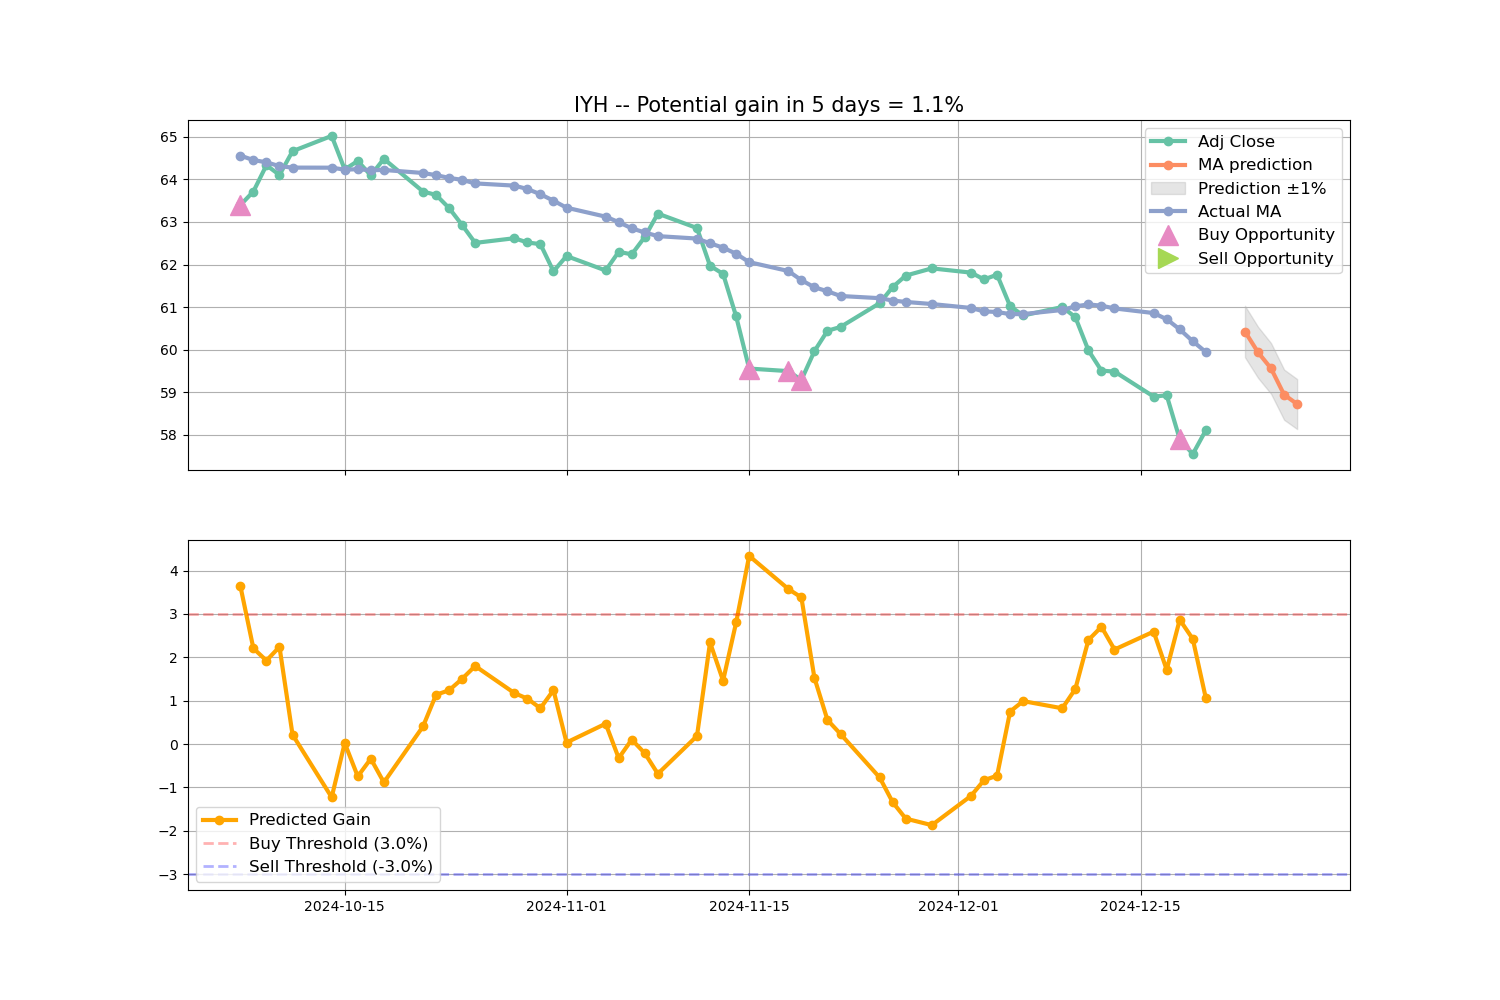 IYH -- Potential gain in 5 days = 1.1%
65
64
63
62
61
60
59
58
Adj Close
MA prediction
Prediction ±1%
Actual MA
Buy Opportunity
Sell Opportunity
4
3
2
1
0
−1
−2
−3
Predicted Gain
Buy Threshold (3.0%)
Sell Threshold (-3.0%)
2024-10-15
2024-11-01
2024-11-15
2024-12-01
2024-12-15